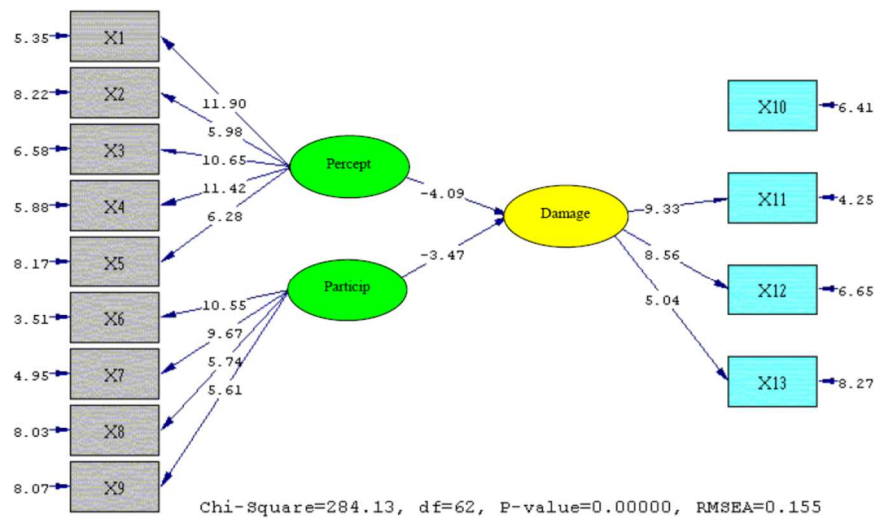 5.35 X1
8.22 X2
6.58 X3
5.88 X4
8.17 X5
3.51 X6
4.95 X7
8.03 X8
8.07 X9
11.90
5.98
10.65
11.42
6.28
10.55
9.67
5.74
5.61
Percept
Particip
-4.09
-3.47
Damage
9.33
8.56
5.04
X10 6.41
X11 4.25
X12 6.65
X13 8.27
Chi-Square=284.13, df=62, P-value=0.00000, RMSEA=0.155